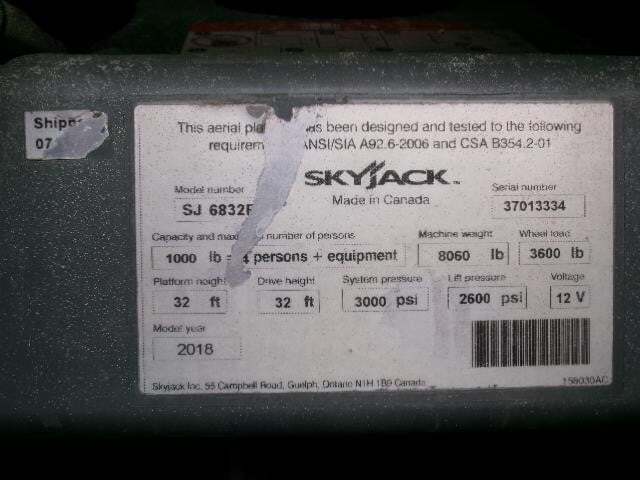 Shipp
07
This aerial pla as been designed and tested to the following
requirem ANSI/SIA A92.6-2006 and CSA B354.2-01
SKYJACK
Made in Canada
Model number
SJ 6832
Serial number
37013334
Capacity and max number of persons
1000 lb = 4 persons + equipment
Machine weight
8060 lb
Wheel load
3600 lb
Platform height
32 ft
Drive height
32 ft
System pressure
3000 psi
Lift pressure
2600 psi
Voltage
12 V
Model year
2018
Skyjack Inc. 55 Campbell Road, Guelph, Ontario N1H 1B9 Canada
159030AC